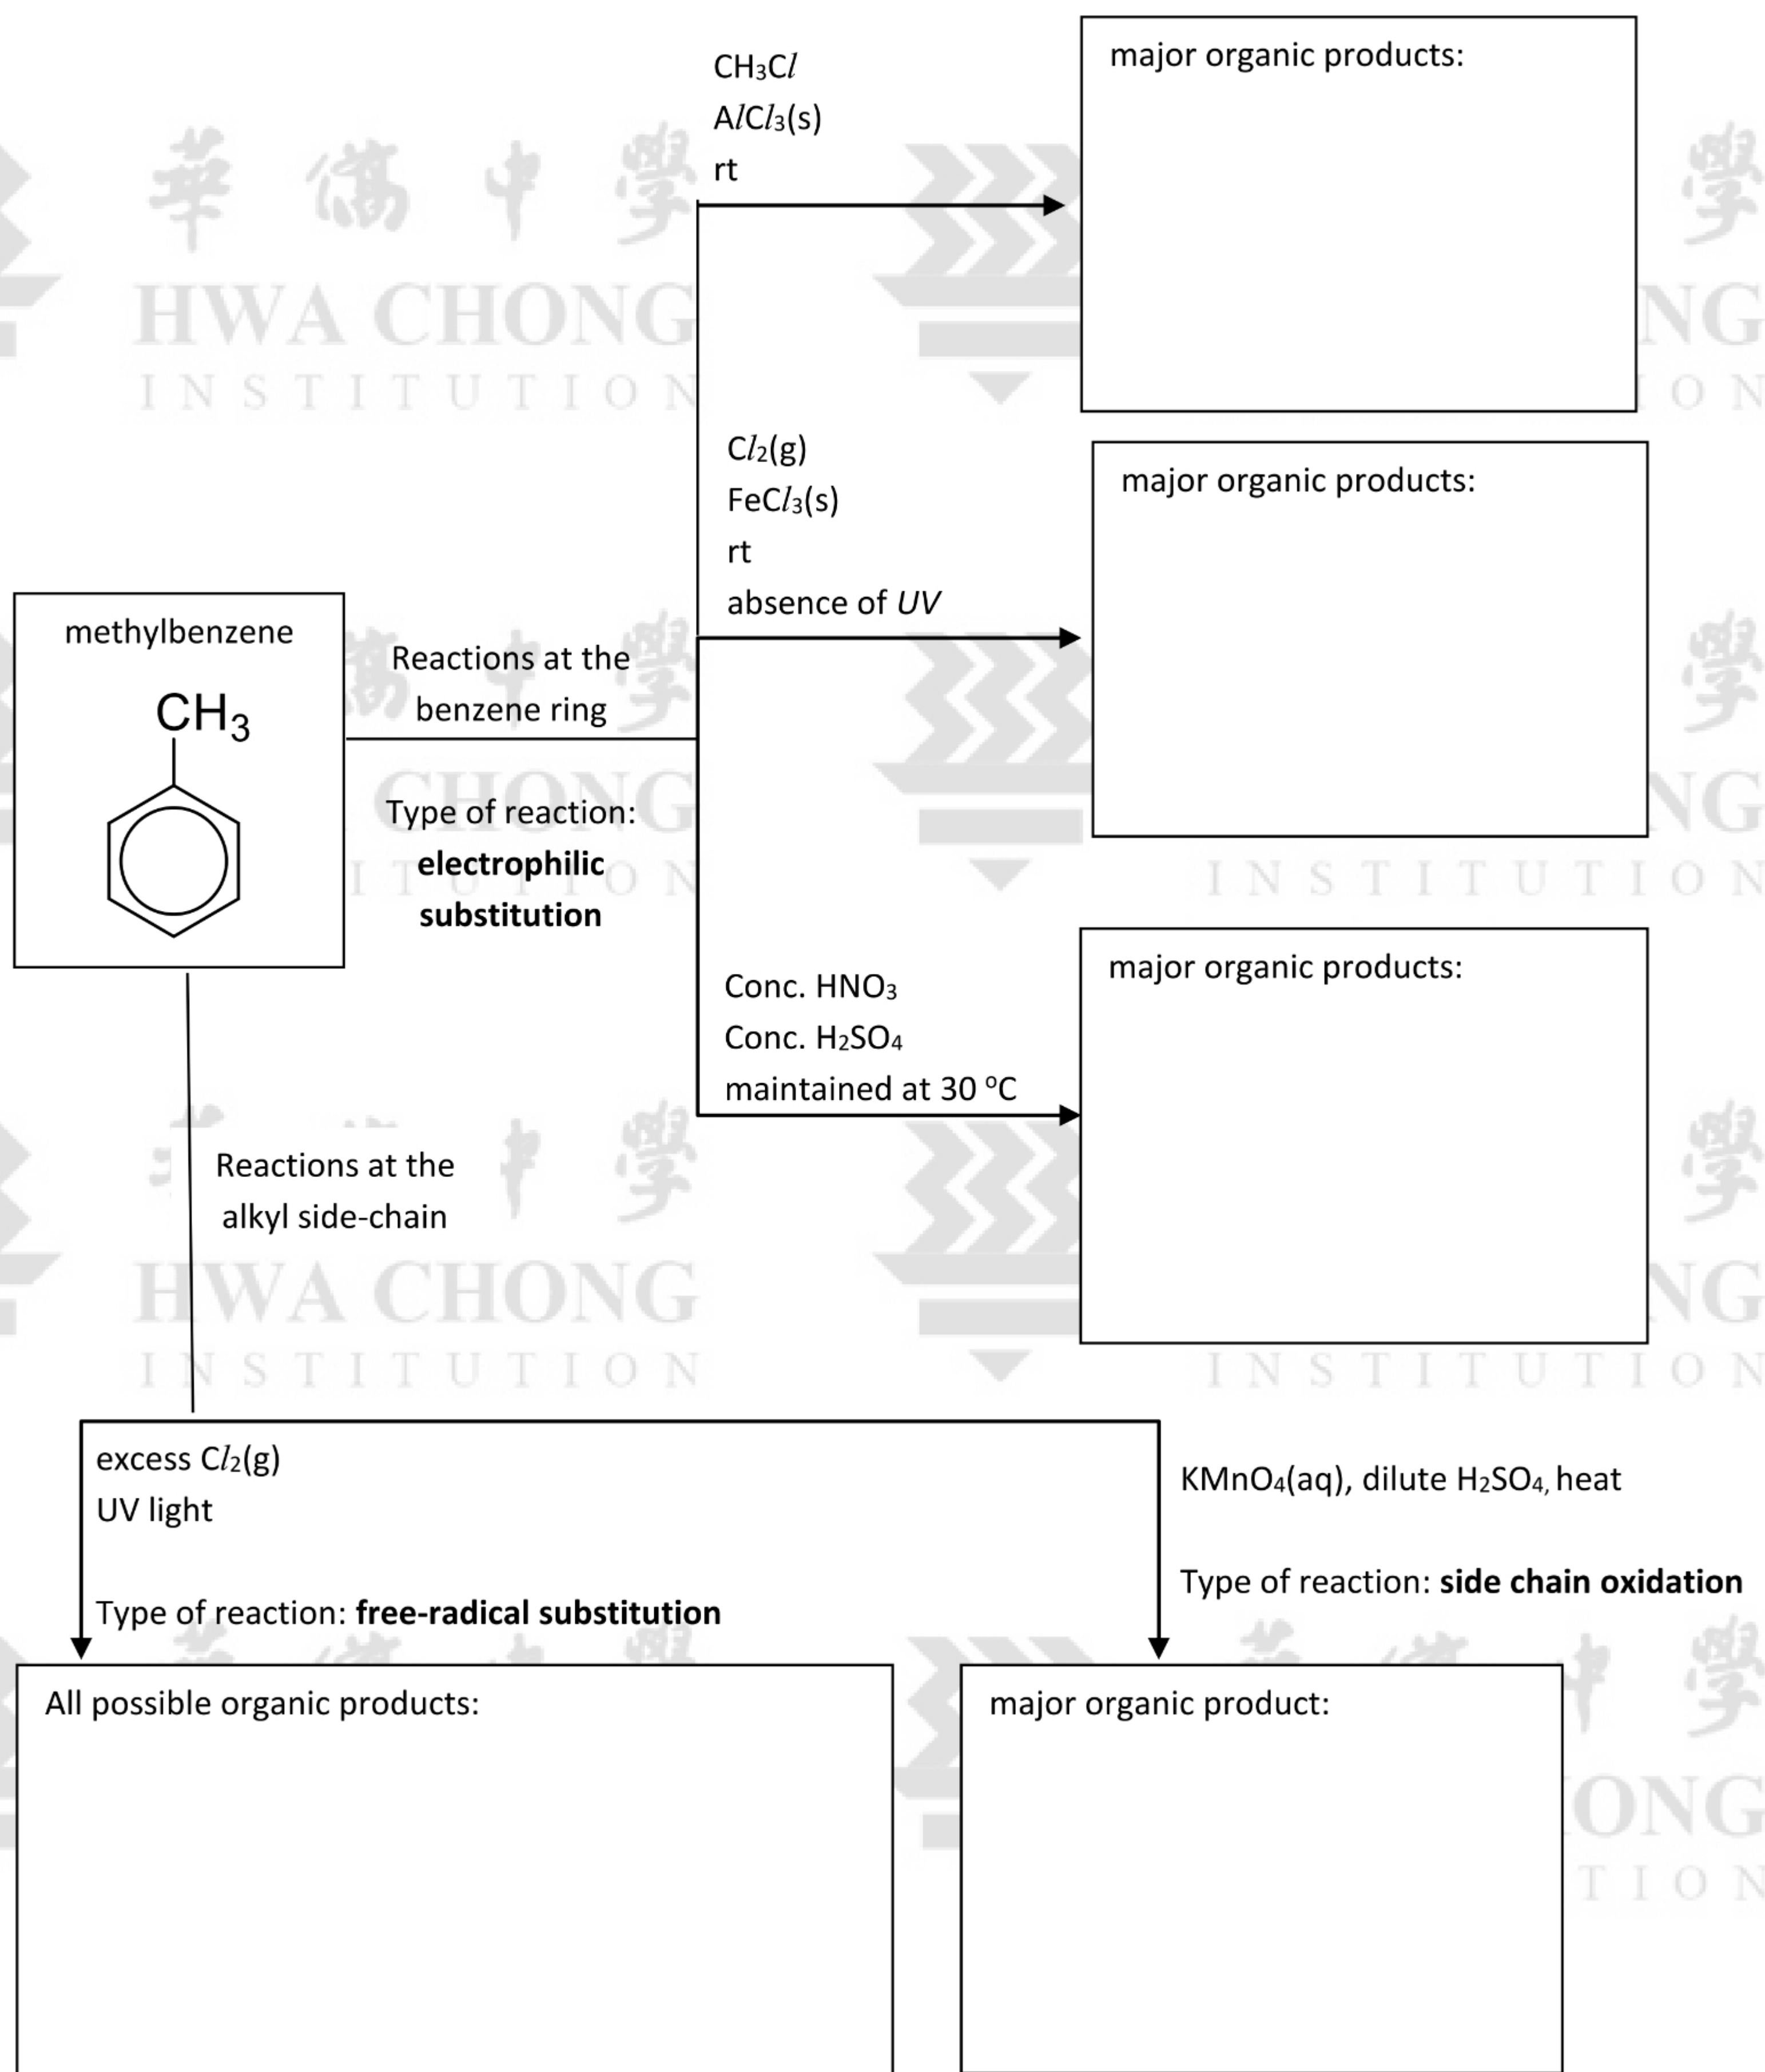 CH₃Cl
AlCl₃(s)
rt
major organic products:
Cl₂(g)
FeCl₃(s)
rt
absence of UV
major organic products:
methylbenzene
CH₃
Reactions at the
benzene ring
Type of reaction:
electrophilic
substitution
Conc. HNO₃
Conc. H₂SO₄
maintained at 30 °C
major organic products:
Reactions at the
alkyl side-chain
excess Cl₂(g)
UV light
Type of reaction: free-radical substitution
KMnO₄(aq), dilute H₂SO₄, heat
Type of reaction: side chain oxidation
All possible organic products:
major organic product:
華僑中學
HWA CHONG
INSTITUTION